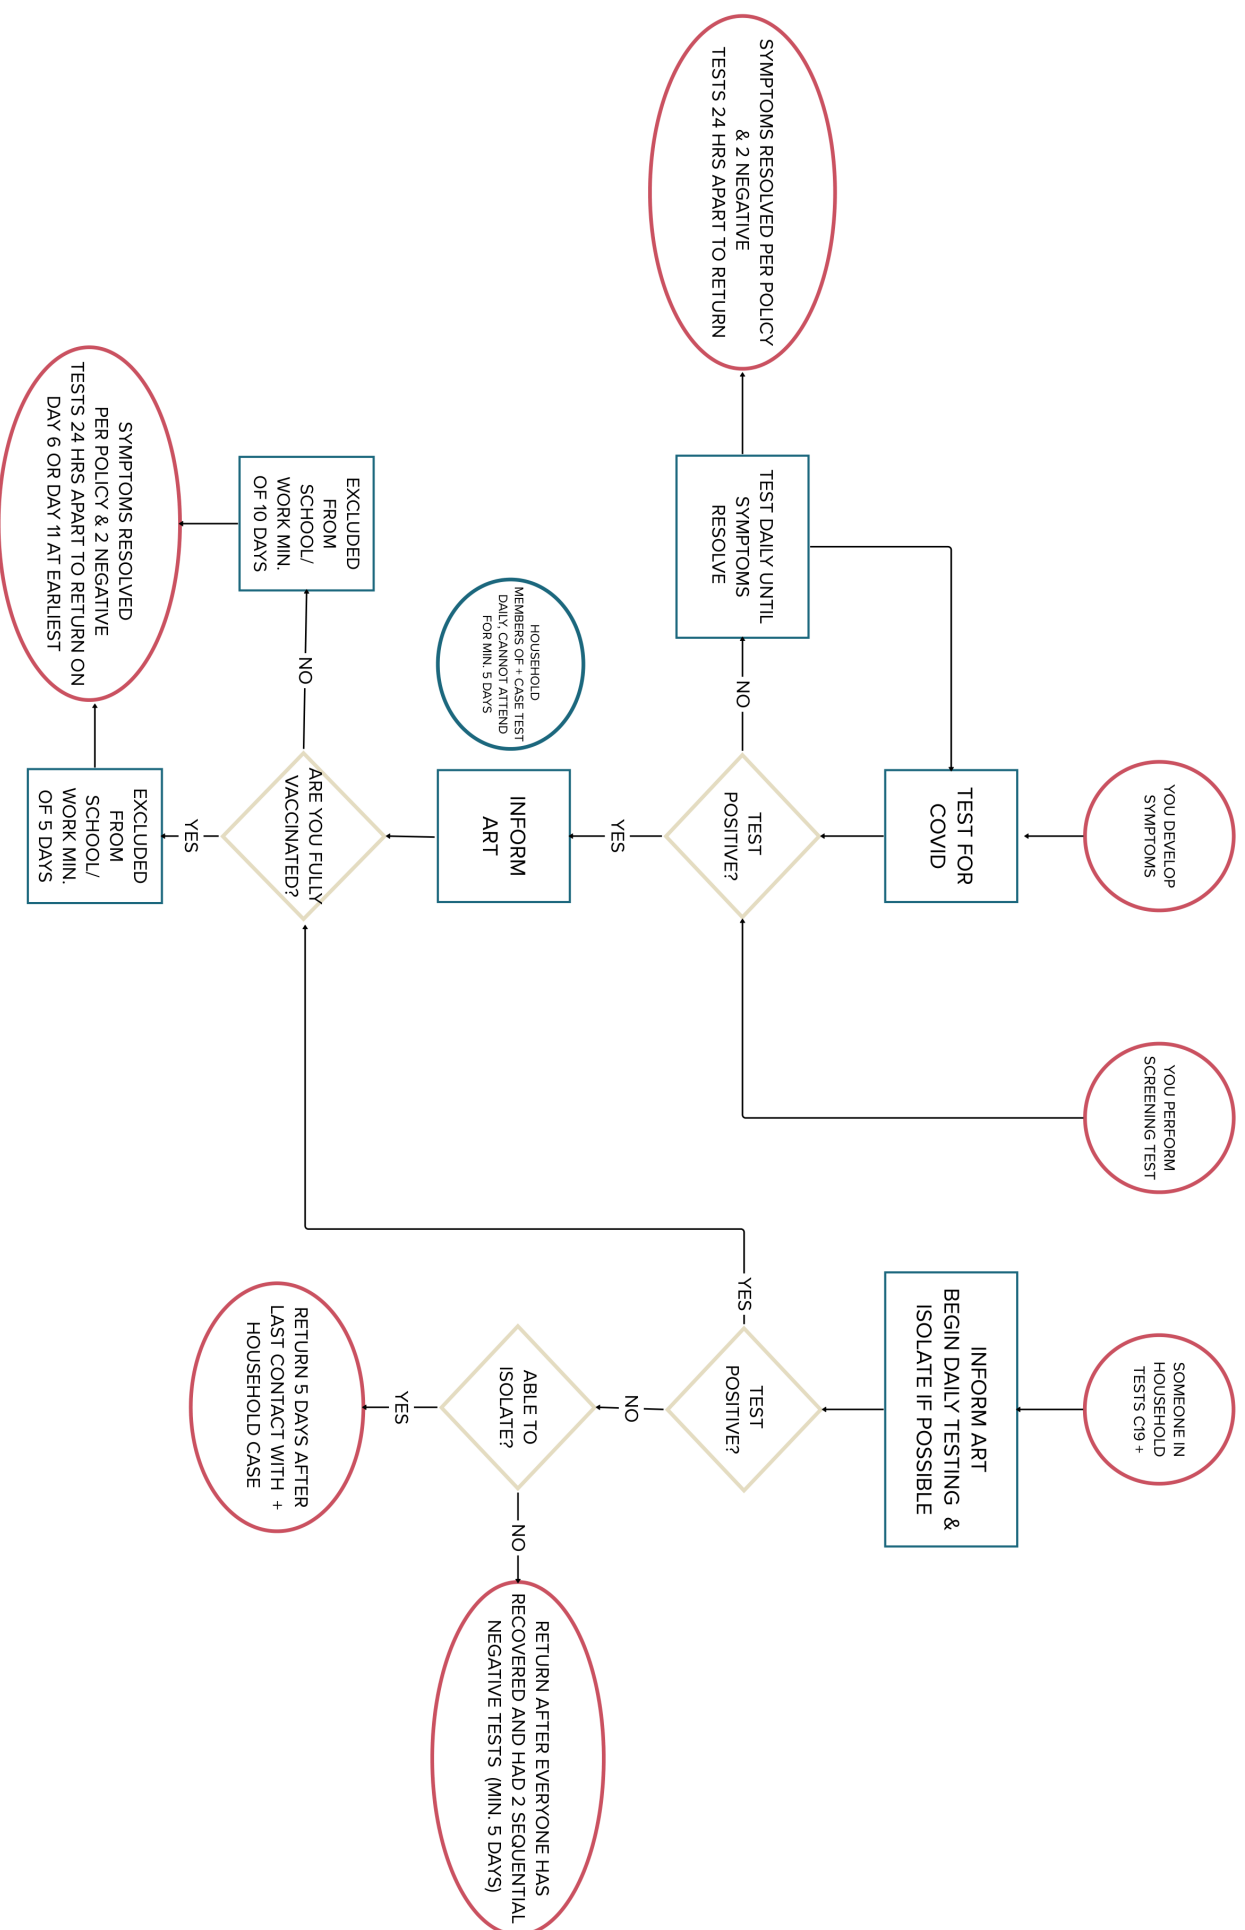 YOU DEVELOP
SYMPTOMS
YOU PERFORM
SCREENING TEST
SOMEONE IN
HOUSEHOLD
TESTS C19 +
TEST FOR
COVID
INFORM ART
BEGIN DAILY TESTING &
ISOLATE IF POSSIBLE
SYMPTOMS RESOLVED PER POLICY
& 2 NEGATIVE
TESTS 24 HRS APART TO RETURN
TEST DAILY UNTIL
SYMPTOMS
RESOLVE
NO
TEST
POSITIVE?
YES
TEST
POSITIVE?
YES
NO
HOUSEHOLD
MEMBERS OF + CASE TEST
DAILY, CANNOT ATTEND
FOR MIN. 5 DAYS
INFORM
ART
ABLE TO
ISOLATE?
NO
RETURN AFTER EVERYONE HAS
RECOVERED AND HAD 2 SEQUENTIAL
NEGATIVE TESTS (MIN. 5 DAYS)
YES
EXCLUDED
FROM
SCHOOL/
WORK MIN.
OF 10 DAYS
NO
ARE YOU FULLY
VACCINATED?
RETURN 5 DAYS AFTER
LAST CONTACT WITH +
HOUSEHOLD CASE
YES
SYMPTOMS RESOLVED
PER POLICY & 2 NEGATIVE
TESTS 24 HRS APART TO RETURN ON
DAY 6 OR DAY 11 AT EARLIEST
EXCLUDED
FROM
SCHOOL/
WORK MIN.
OF 5 DAYS